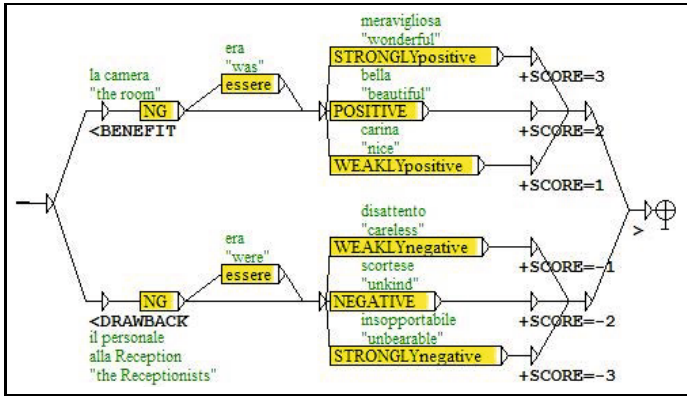 meravigliosa
"wonderful"
era
"was"
STRONGLYpositive
+SCORE=3
la camera
"the room"
essere
bella
"beautiful"
NG
POSITIVE
<BENEFIT
+SCORE=2
carina
"nice"
WEAKLYpositive
+SCORE=1
>
disattento
"careless"
era
"were"
WEAKLYnegative
+SCORE=-1
essere
scortese
"unkind"
NG
NEGATIVE
<DRAWBACK
+SCORE=-2
il personale
alla Reception
"the Receptionists"
insopportabile
"unbearable"
STRONGLYnegative
+SCORE=-3